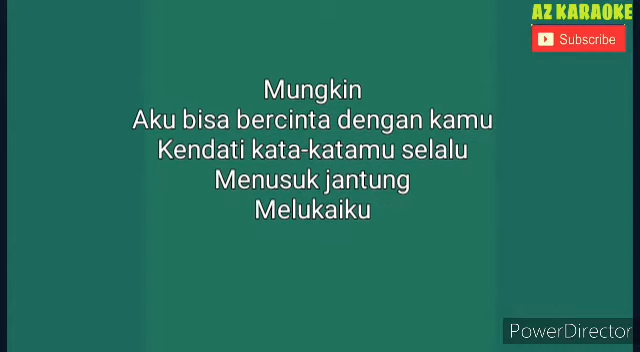 AZ KARAOKE
Subscribe
Mungkin
Aku bisa bercinta dengan kamu
Kendati kata-katamu selalu
Menusuk jantung
Melukaiku
PowerDirector